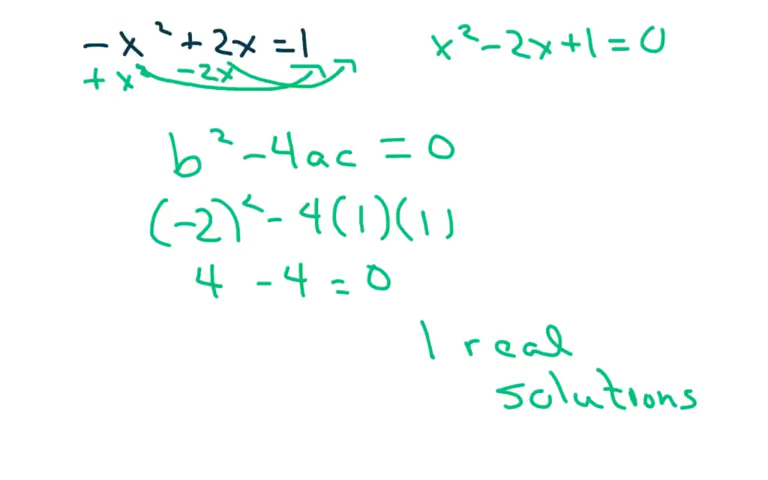 -x² + 2x = 1
+x² -2x
x² - 2x + 1 = 0
b² - 4ac = 0
(-2)² - 4(1)(1)
4 - 4 = 0
1 real
solutions